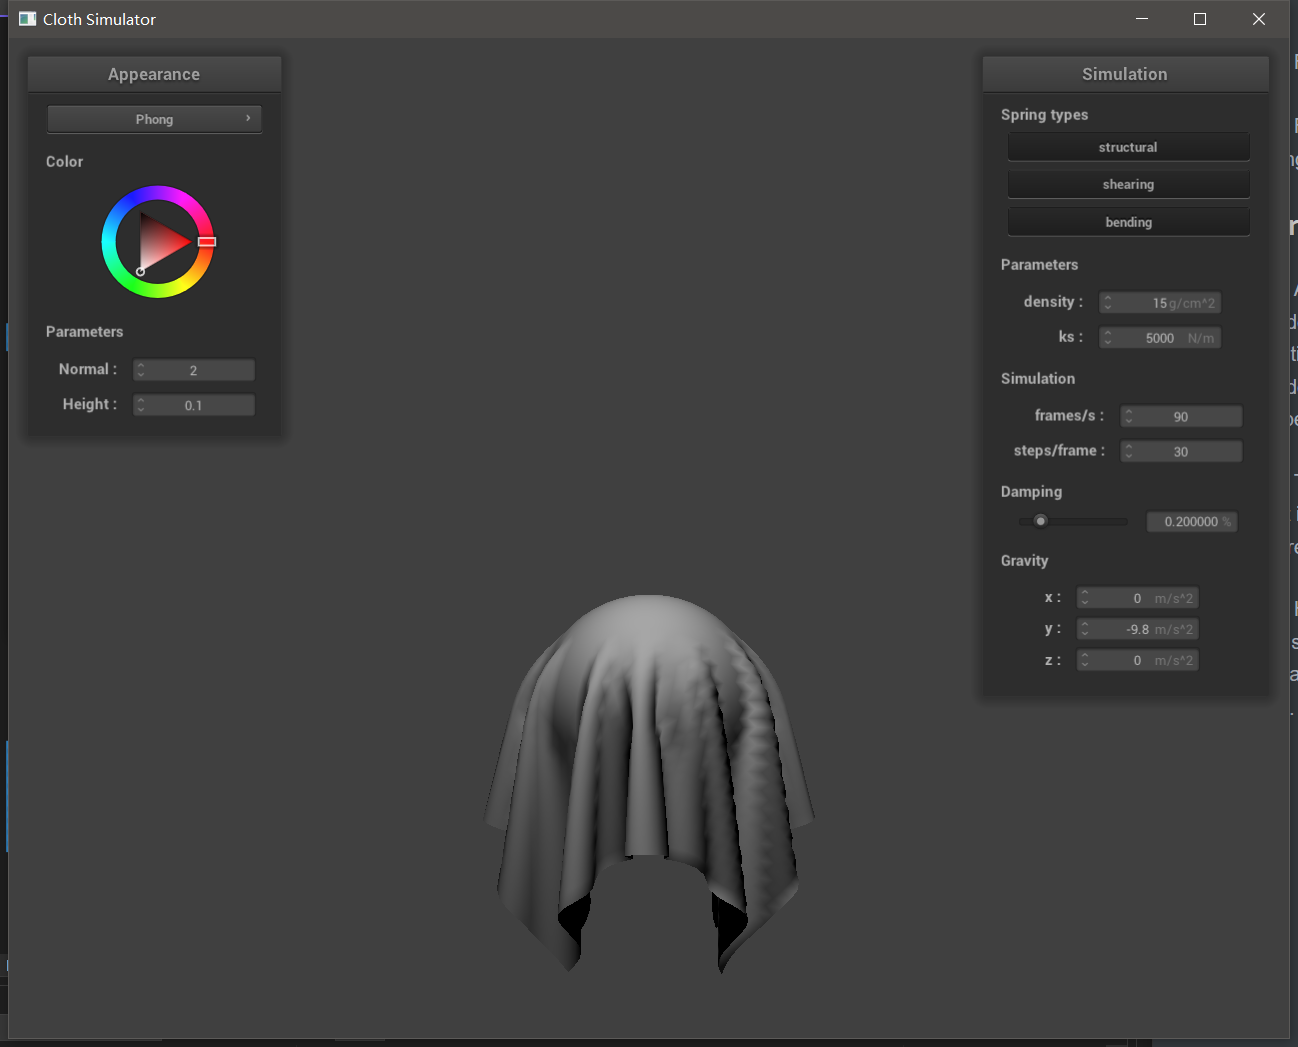 Cloth Simulator
Appearance
Phong
Color
Parameters
Normal : 2
Height : 0.1
Simulation
Spring types
structural
shearing
bending
Parameters
density : 15 g/cm^2
ks : 5000 N/m
Simulation
frames/s : 90
steps/frame : 30
Damping
0.200000 %
Gravity
x : 0 m/s^2
y : -9.8 m/s^2
z : 0 m/s^2